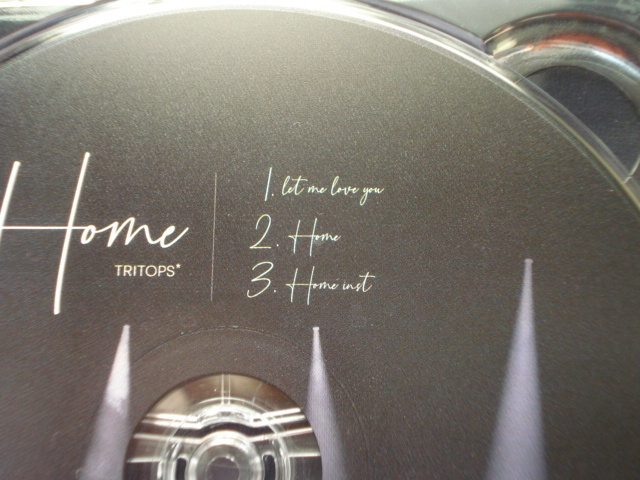 Home
TRITOPS*
1. let me love you
2. Home
3. Home inst